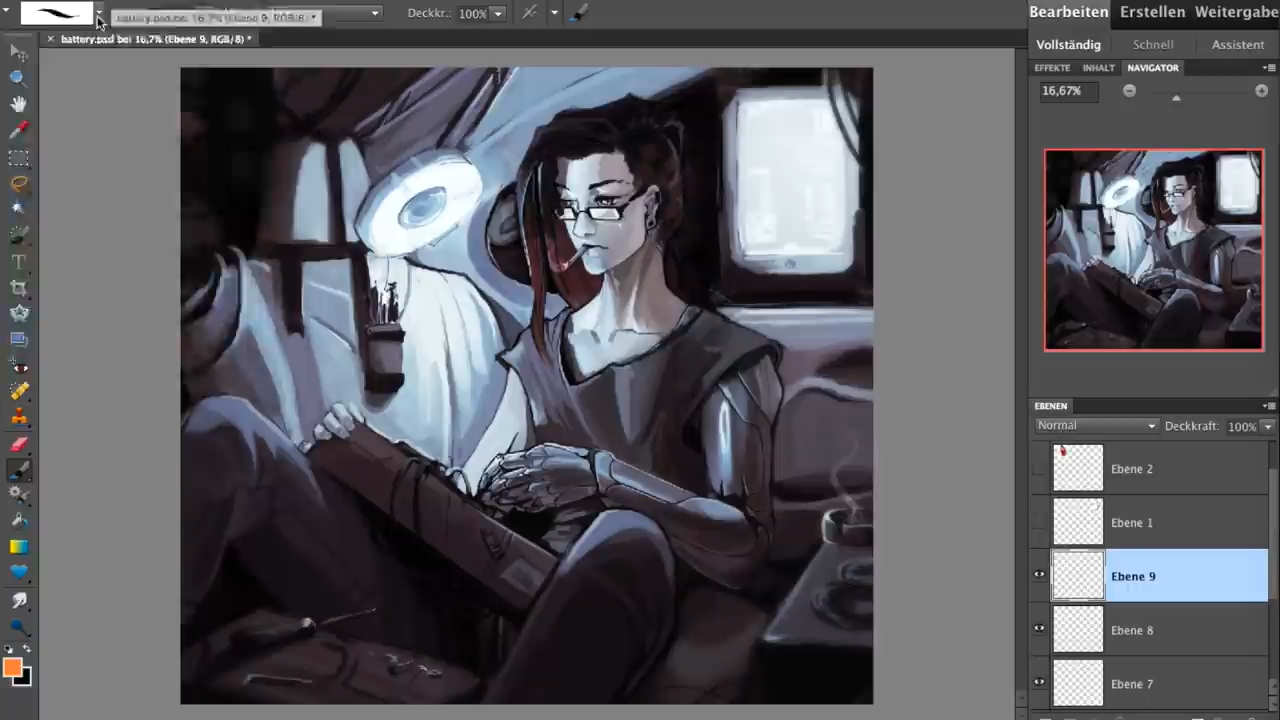 Deckkr.: 100%
Bearbeiten Erstellen Weitergabe
battery.psd bei 16,7% (Ebene 9, RGB/8) *
Vollständig Schnell Assistent
EFFEKTE INHALT NAVIGATOR
16,67%
EBENEN
Normal Deckkraft: 100%
Ebene 2
Ebene 1
Ebene 9
Ebene 8
Ebene 7